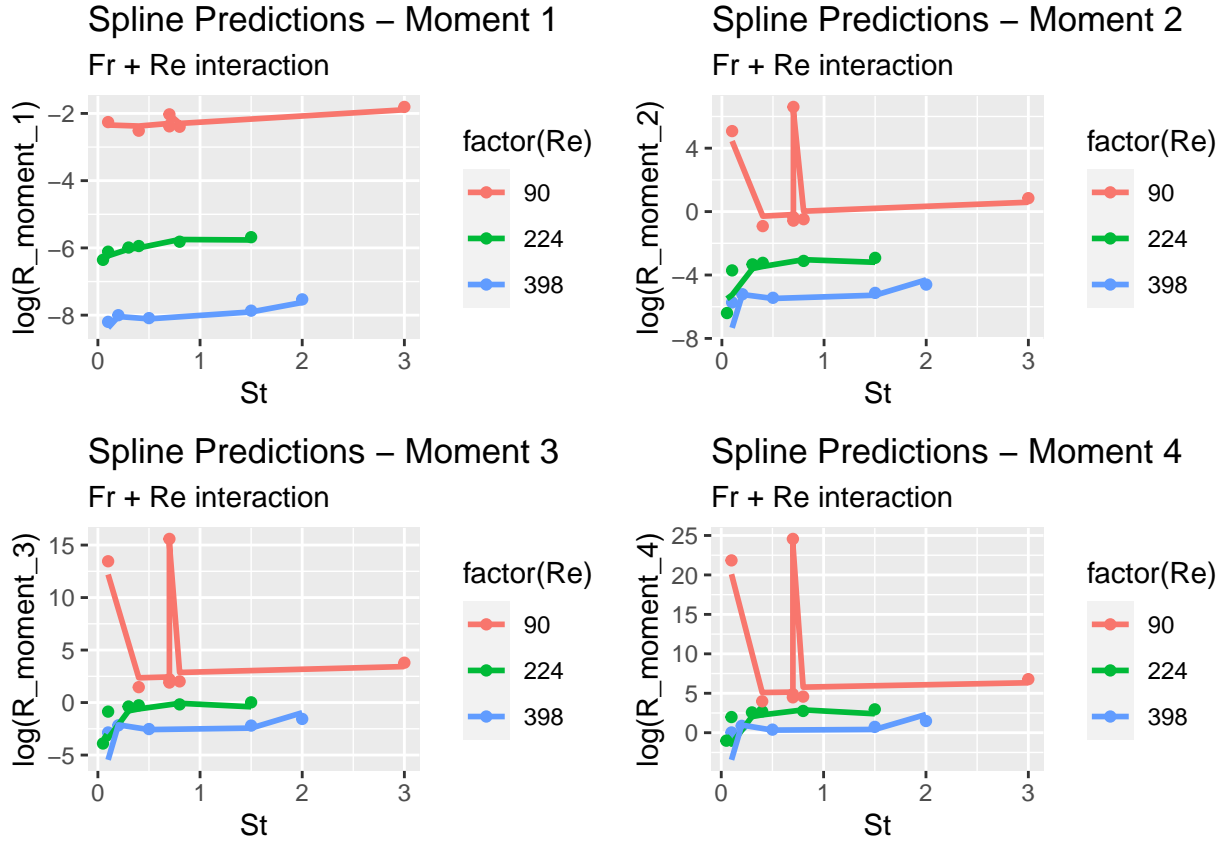 Spline Predictions – Moment 1
Fr + Re interaction
log(R_moment_1)
−2
−4
−6
−8
0
1
2
3
St
factor(Re)
90
224
398
Spline Predictions – Moment 2
Fr + Re interaction
log(R_moment_2)
4
0
−4
−8
0
1
2
3
St
factor(Re)
90
224
398
Spline Predictions – Moment 3
Fr + Re interaction
log(R_moment_3)
15
10
5
0
−5
0
1
2
3
St
factor(Re)
90
224
398
Spline Predictions – Moment 4
Fr + Re interaction
log(R_moment_4)
25
20
15
10
5
0
0
1
2
3
St
factor(Re)
90
224
398